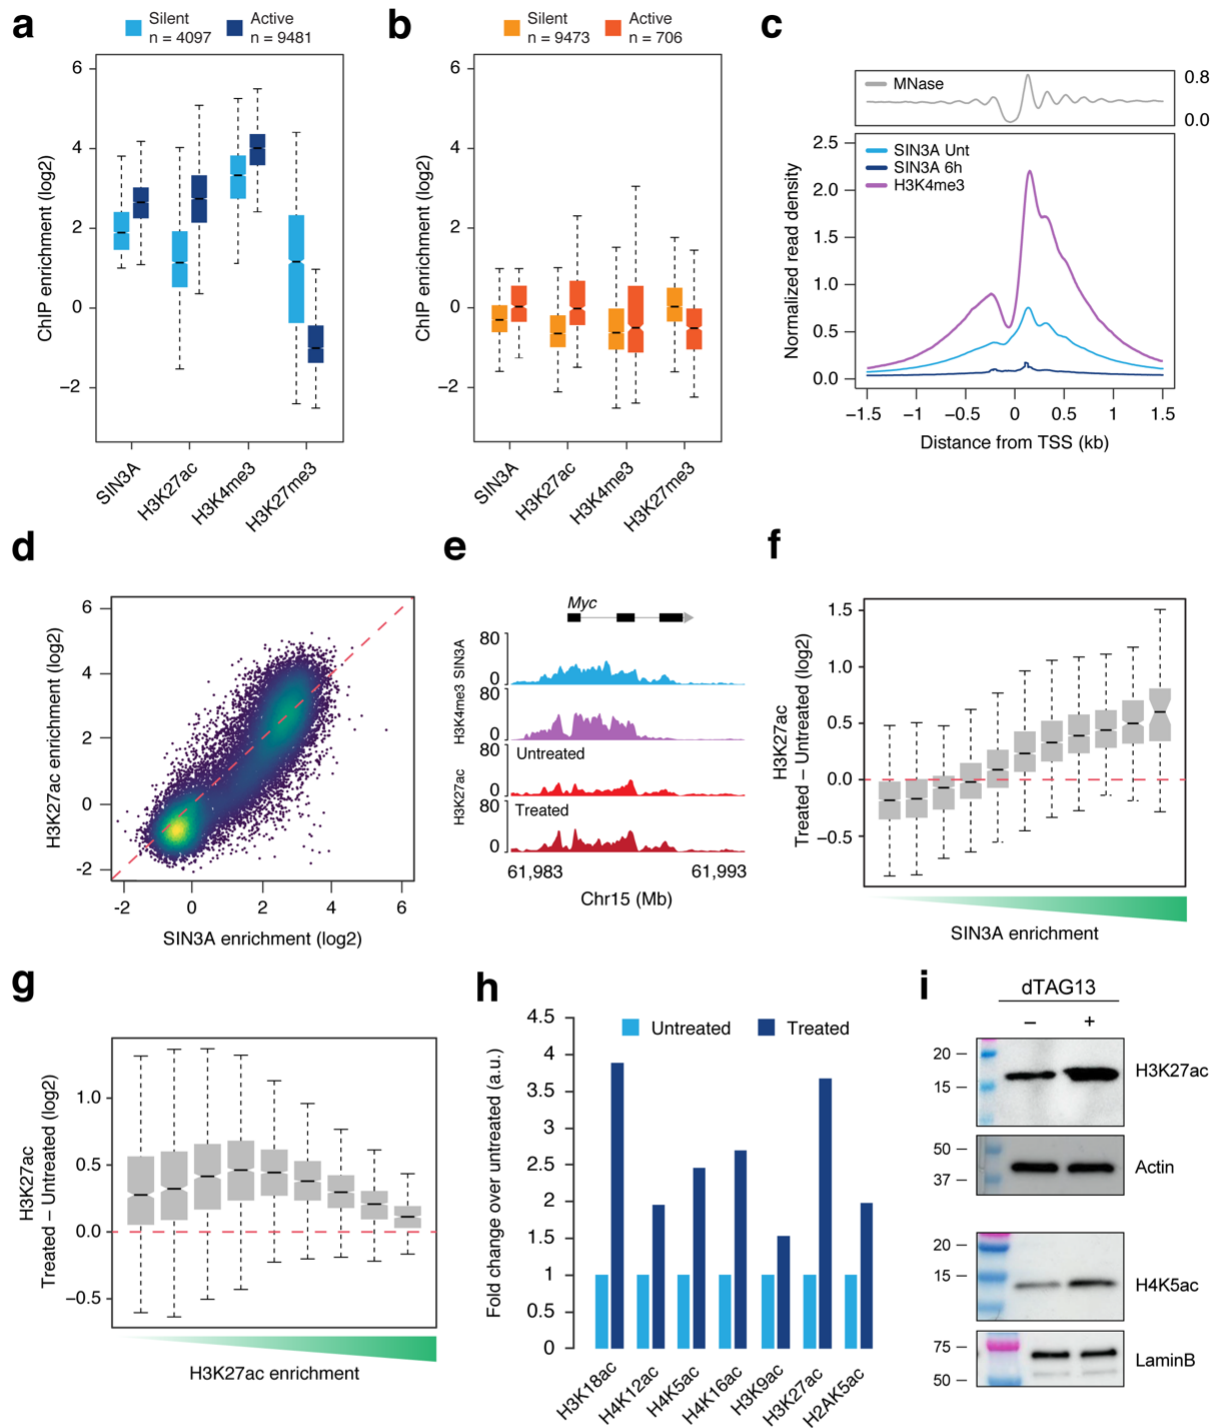 a
Silent
n = 4097
Active
n = 9481
6
4
2
0
−2
ChIP enrichment (log2)
SIN3A
H3K27ac
H3K4me3
H3K27me3
b
Silent
n = 9473
Active
n = 706
6
4
2
0
−2
ChIP enrichment (log2)
SIN3A
H3K27ac
H3K4me3
H3K27me3
c
MNase
0.8
0.0
SIN3A Unt
SIN3A 6h
H3K4me3
2.5
2.0
1.5
1.0
0.5
0.0
Normalized read density
−1.5 −1 −0.5 0 0.5 1 1.5
Distance from TSS (kb)
d
6
4
2
0
-2
H3K27ac enrichment (log2)
-2 0 2 4 6
SIN3A enrichment (log2)
e
Myc
80
0
SIN3A
80
0
H3K4me3
80
0
Untreated
80
0
Treated
H3K27ac
61,983 61,993
Chr15 (Mb)
f
1.5
1.0
0.5
0.0
−0.5
H3K27ac
Treated − Untreated (log2)
SIN3A enrichment
g
1.0
0.5
0.0
−0.5
H3K27ac
Treated − Untreated (log2)
H3K27ac enrichment
h
Untreated
Treated
4.5
4
3.5
3
2.5
2
1.5
1
0.5
0
Fold change over untreated (a.u.)
H3K18ac
H4K12ac
H4K5ac
H4K16ac
H3K9ac
H3K27ac
H2AK5ac
i
dTAG13
− +
20
15
H3K27ac
50
37
Actin
20
15
H4K5ac
75
50
LaminB